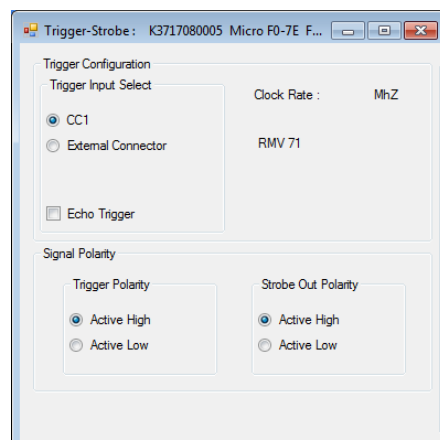 Trigger-Strobe : K3717080005 Micro F0-7E F...
Trigger Configuration
Trigger Input Select
CC1
External Connector
Echo Trigger
Clock Rate : MhZ
RMV 71
Signal Polarity
Trigger Polarity
Active High
Active Low
Strobe Out Polarity
Active High
Active Low